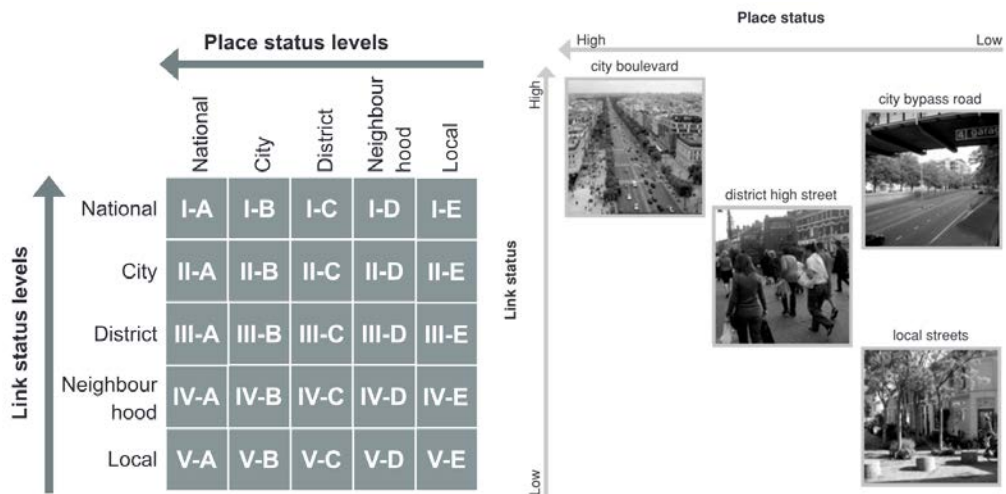 Place status levels
National
City
District
Neighbour
hood
Local
Link status levels
National
I-A I-B I-C I-D I-E
City
II-A II-B II-C II-D II-E
District
III-A III-B III-C III-D III-E
Neighbour
hood
IV-A IV-B IV-C IV-D IV-E
Local
V-A V-B V-C V-D V-E
Place status
High
Low
Link status
High
Low
city boulevard
city bypass road
district high street
local streets